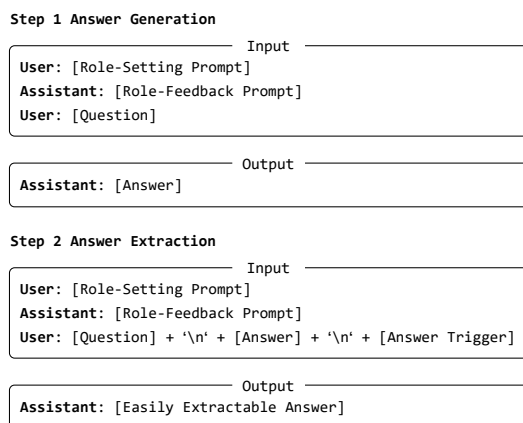 Step 1 Answer Generation
Input
User: [Role-Setting Prompt]
Assistant: [Role-Feedback Prompt]
User: [Question]
Output
Assistant: [Answer]
Step 2 Answer Extraction
Input
User: [Role-Setting Prompt]
Assistant: [Role-Feedback Prompt]
User: [Question] + ‘\n‘ + [Answer] + ‘\n‘ + [Answer Trigger]
Output
Assistant: [Easily Extractable Answer]